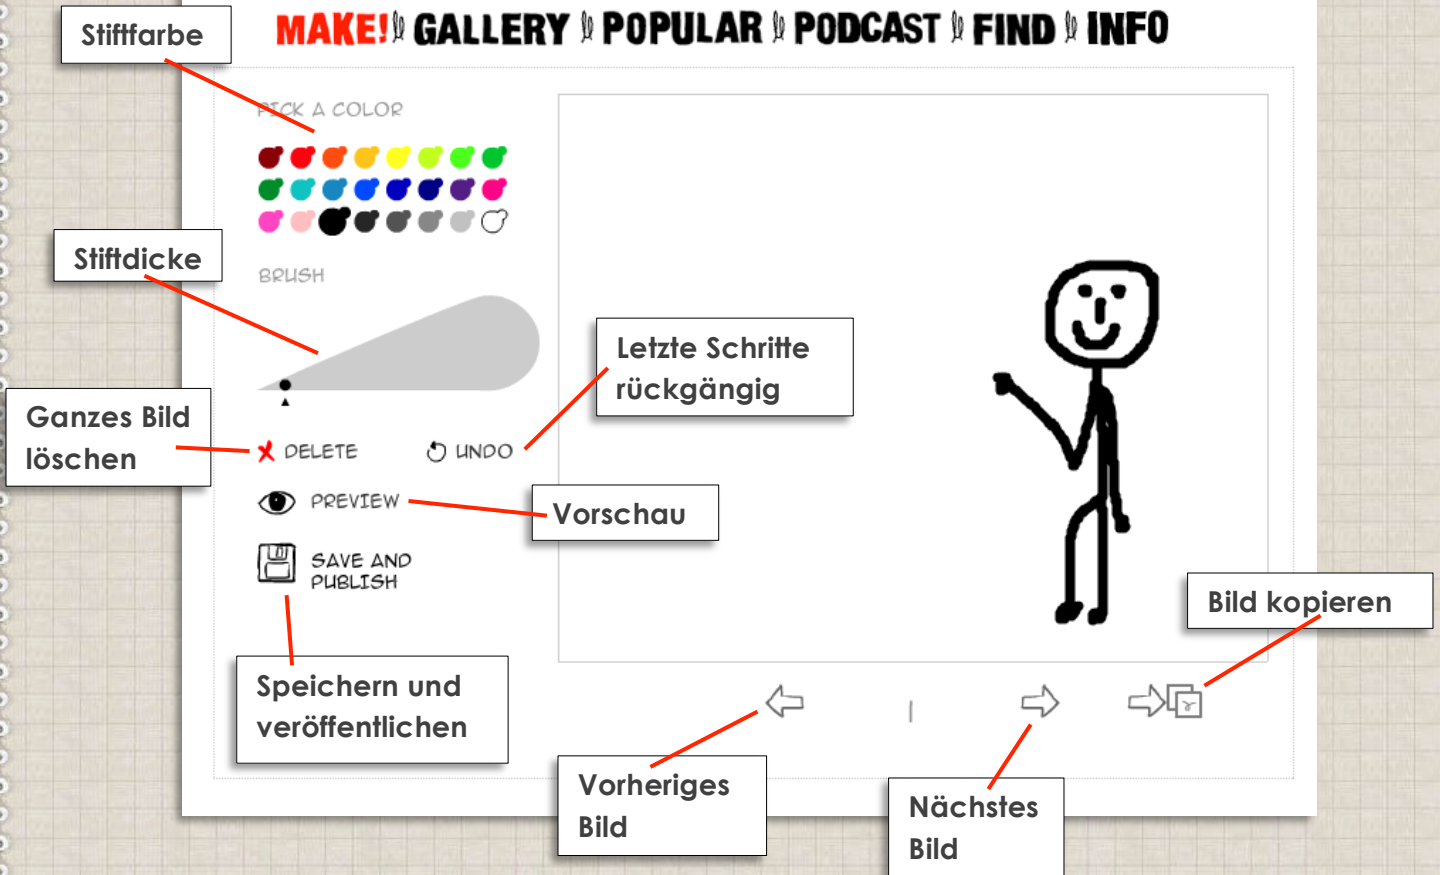 Stiftfarbe
MAKE! GALLERY POPULAR PODCAST FIND INFO
PICK A COLOR
Stiftdicke
BRUSH
Letzte Schritte
rückgängig
Ganzes Bild
löschen
DELETE
UNDO
PREVIEW
Vorschau
SAVE AND
PUBLISH
Bild kopieren
Speichern und
veröffentlichen
Vorheriges
Bild
Nächstes
Bild